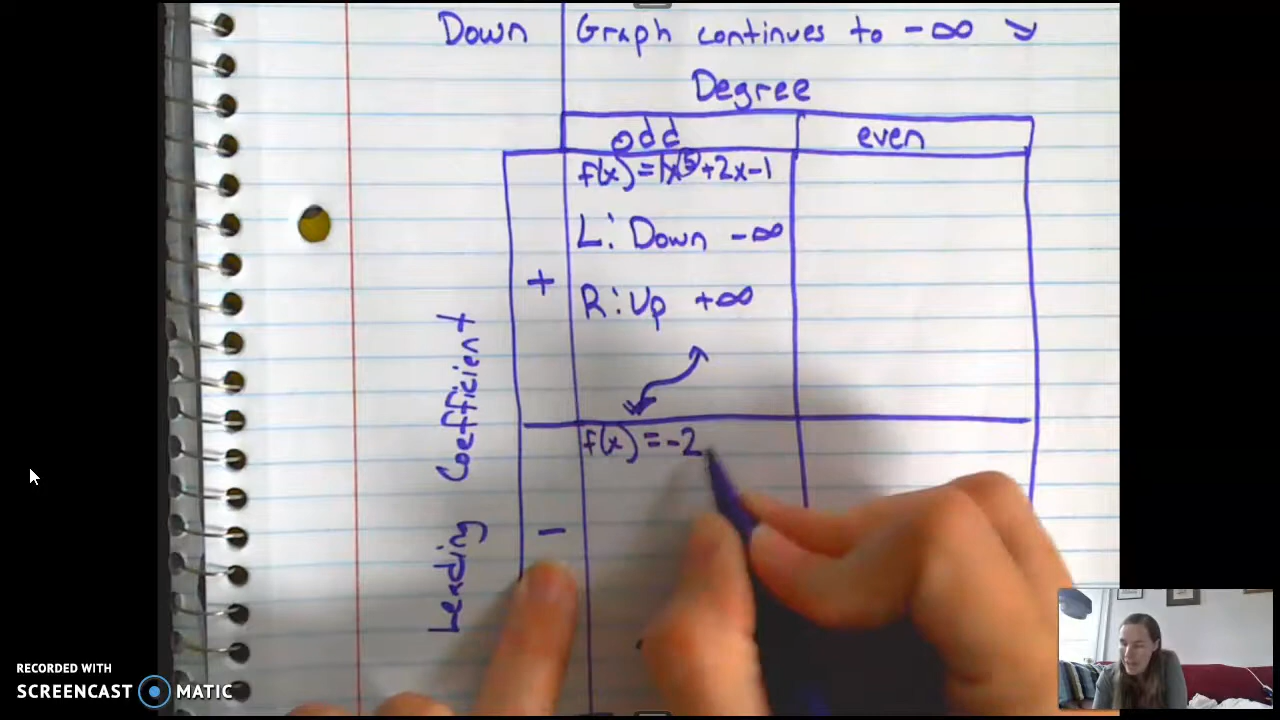 Down Graph continues to -∞ ↘
Degree
odd even
f(x) = 1x⁵ + 2x - 1
L: Down -∞
+
R: Up +∞
Leading Coefficient
f(x) = -2
-
RECORDED WITH
SCREENCAST MATIC